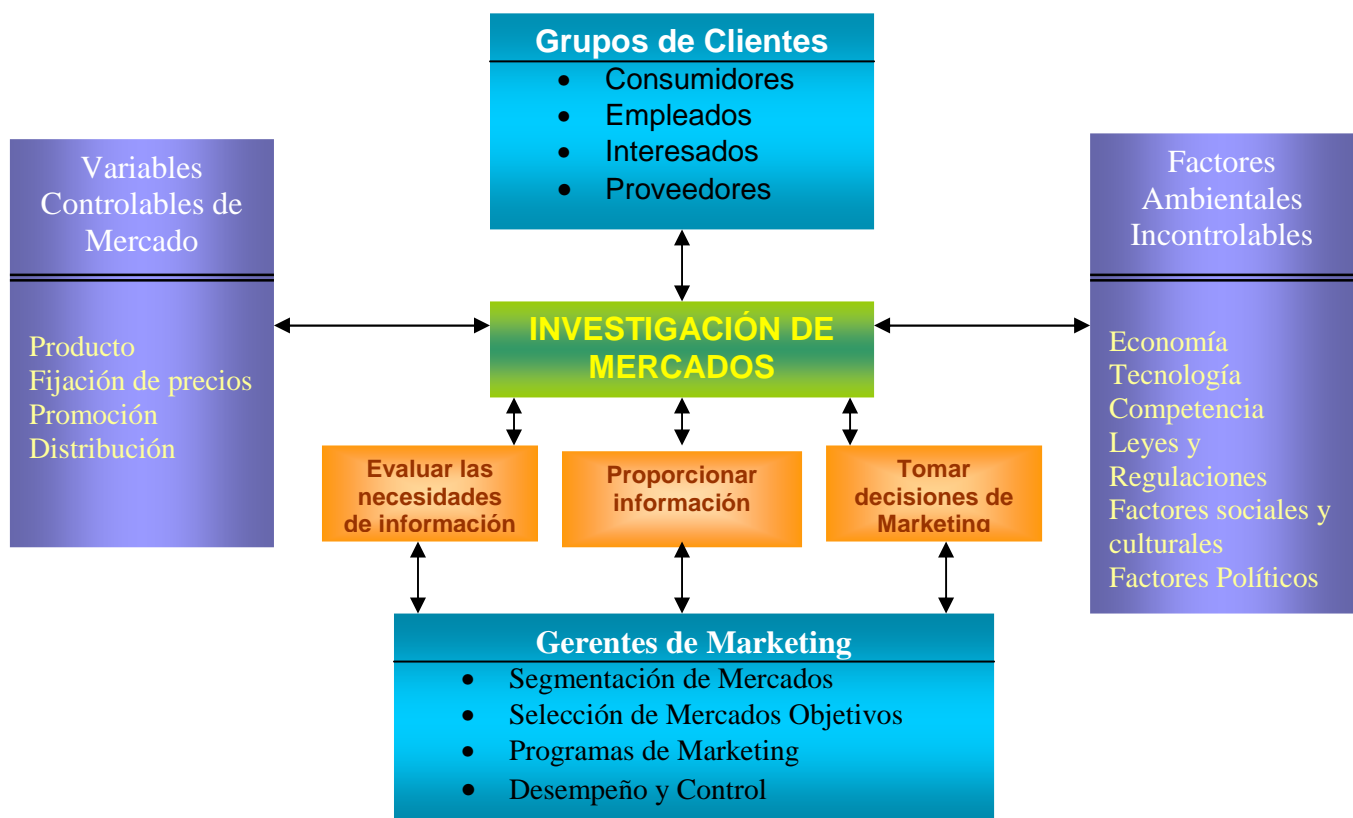 Grupos de Clientes
• Consumidores
• Empleados
• Interesados
• Proveedores
Variables
Controlables de
Mercado
Producto
Fijación de precios
Promoción
Distribución
INVESTIGACIÓN DE
MERCADOS
Factores
Ambientales
Incontrolables
Economía
Tecnología
Competencia
Leyes y
Regulaciones
Factores sociales y
culturales
Factores Políticos
Evaluar las
necesidades
de información
Proporcionar
información
Tomar
decisiones de
Marketing
Gerentes de Marketing
• Segmentación de Mercados
• Selección de Mercados Objetivos
• Programas de Marketing
• Desempeño y Control